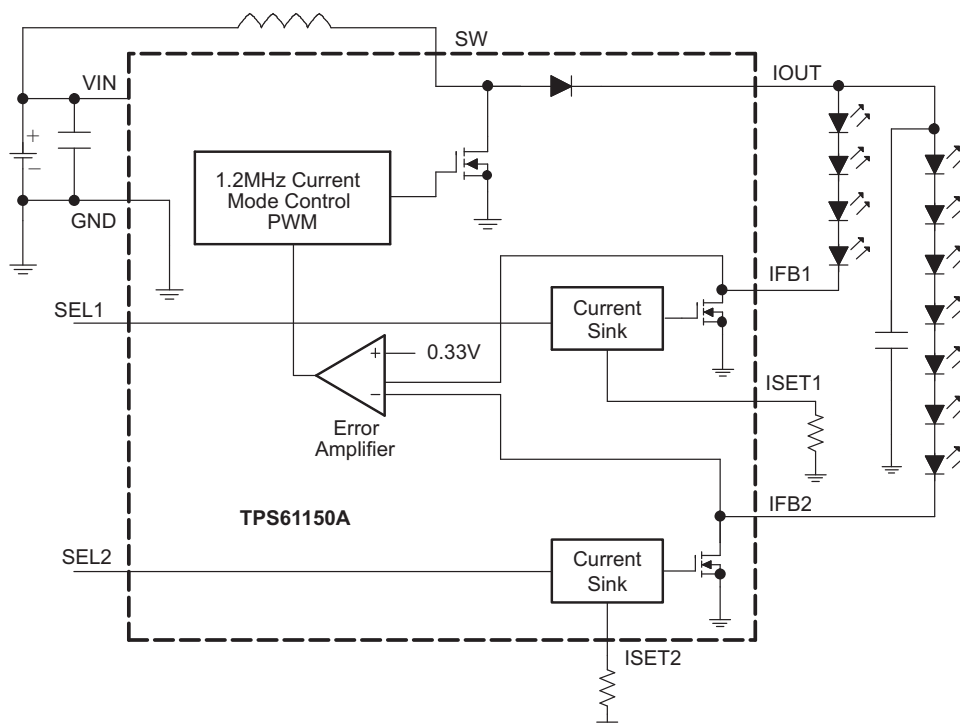 SW
VIN
IOUT
+
−
1.2MHz Current
Mode Control
PWM
GND
IFB1
SEL1
Current
Sink
+
0.33V
−
ISET1
Error
Amplifier
IFB2
TPS61150A
SEL2
Current
Sink
ISET2